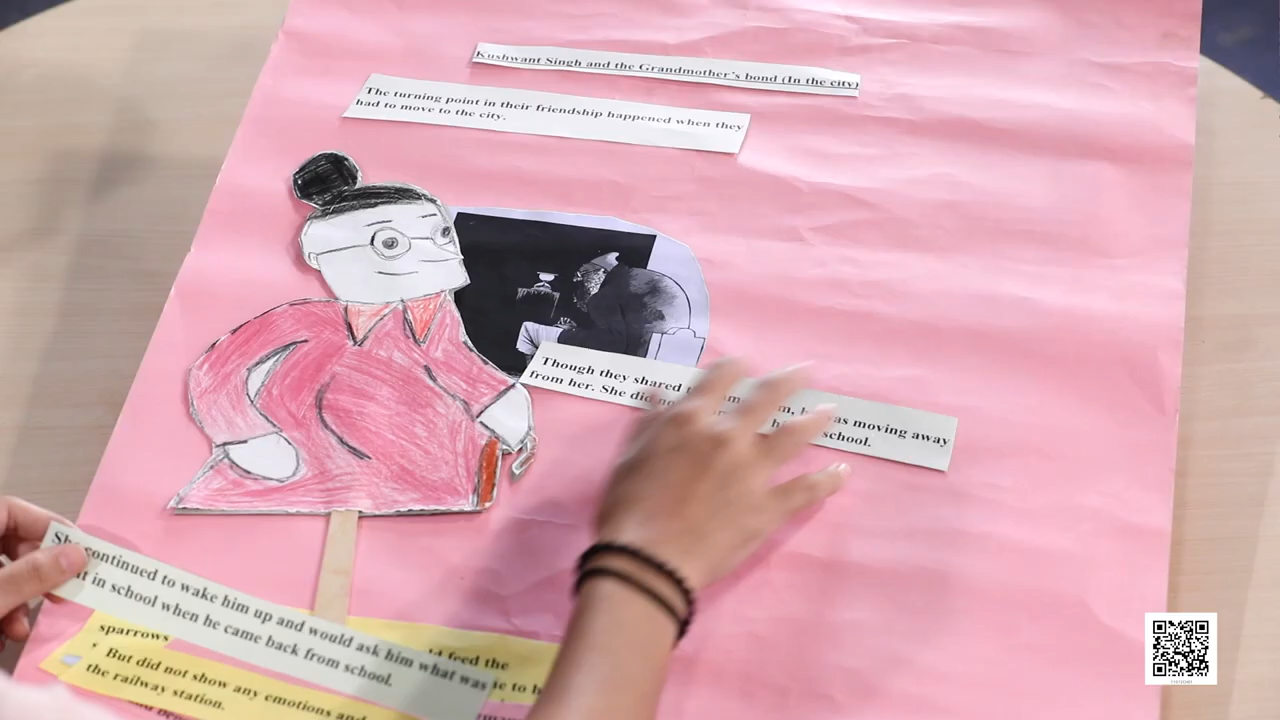 Kushwant Singh and the Grandmother's bond (In the city)
The turning point in their friendship happened when they
had to move to the city.
Though they shared
from her. She did no
as moving away
school.
She continued to wake him up and would ask him what was
in school when he came back from school.
sparrows
feed the
But did not show any emotions and
the railway station.